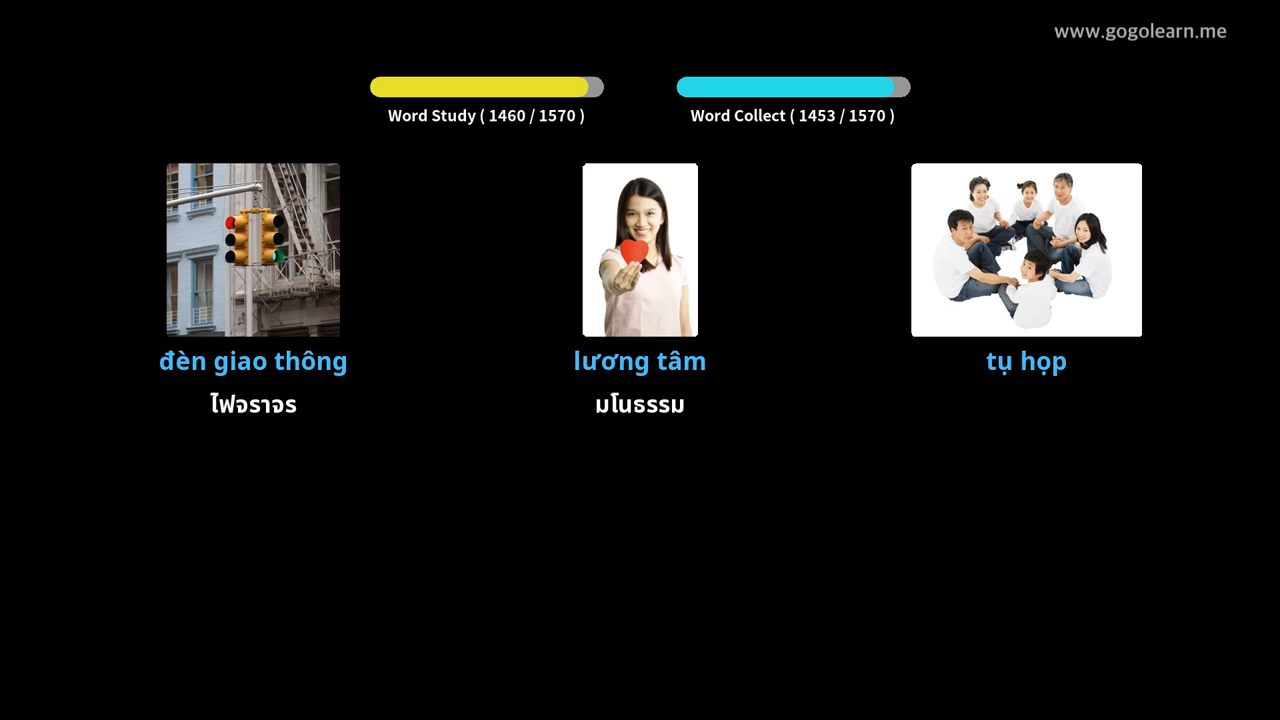 www.gogolearn.me
Word Study ( 1460 / 1570 )
Word Collect ( 1453 / 1570 )
đèn giao thông
lương tâm
tụ họp
ไฟจราจร
มโนธรรม